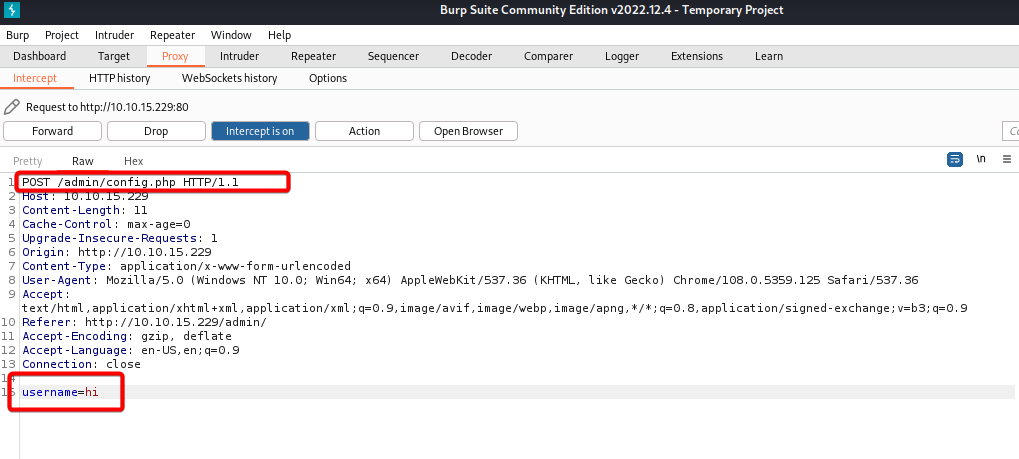 Burp Suite Community Edition v2022.12.4 - Temporary Project
Burp Project Intruder Repeater Window Help
Dashboard Target Proxy Intruder Repeater Sequencer Decoder Comparer Logger Extensions Learn
Intercept HTTP history WebSockets history Options
Request to http://10.10.15.229:80
Forward Drop Intercept is on Action Open Browser
Pretty Raw Hex \n
1 POST /admin/config.php HTTP/1.1
2 Host: 10.10.15.229
3 Content-Length: 11
4 Cache-Control: max-age=0
5 Upgrade-Insecure-Requests: 1
6 Origin: http://10.10.15.229
7 Content-Type: application/x-www-form-urlencoded
8 User-Agent: Mozilla/5.0 (Windows NT 10.0; Win64; x64) AppleWebKit/537.36 (KHTML, like Gecko) Chrome/108.0.5359.125 Safari/537.36
9 Accept:
text/html,application/xhtml+xml,application/xml;q=0.9,image/avif,image/webp,image/apng,*/*;q=0.8,application/signed-exchange;v=b3;q=0.9
10 Referer: http://10.10.15.229/admin/
11 Accept-Encoding: gzip, deflate
12 Accept-Language: en-US,en;q=0.9
13 Connection: close
14
15 username=hi